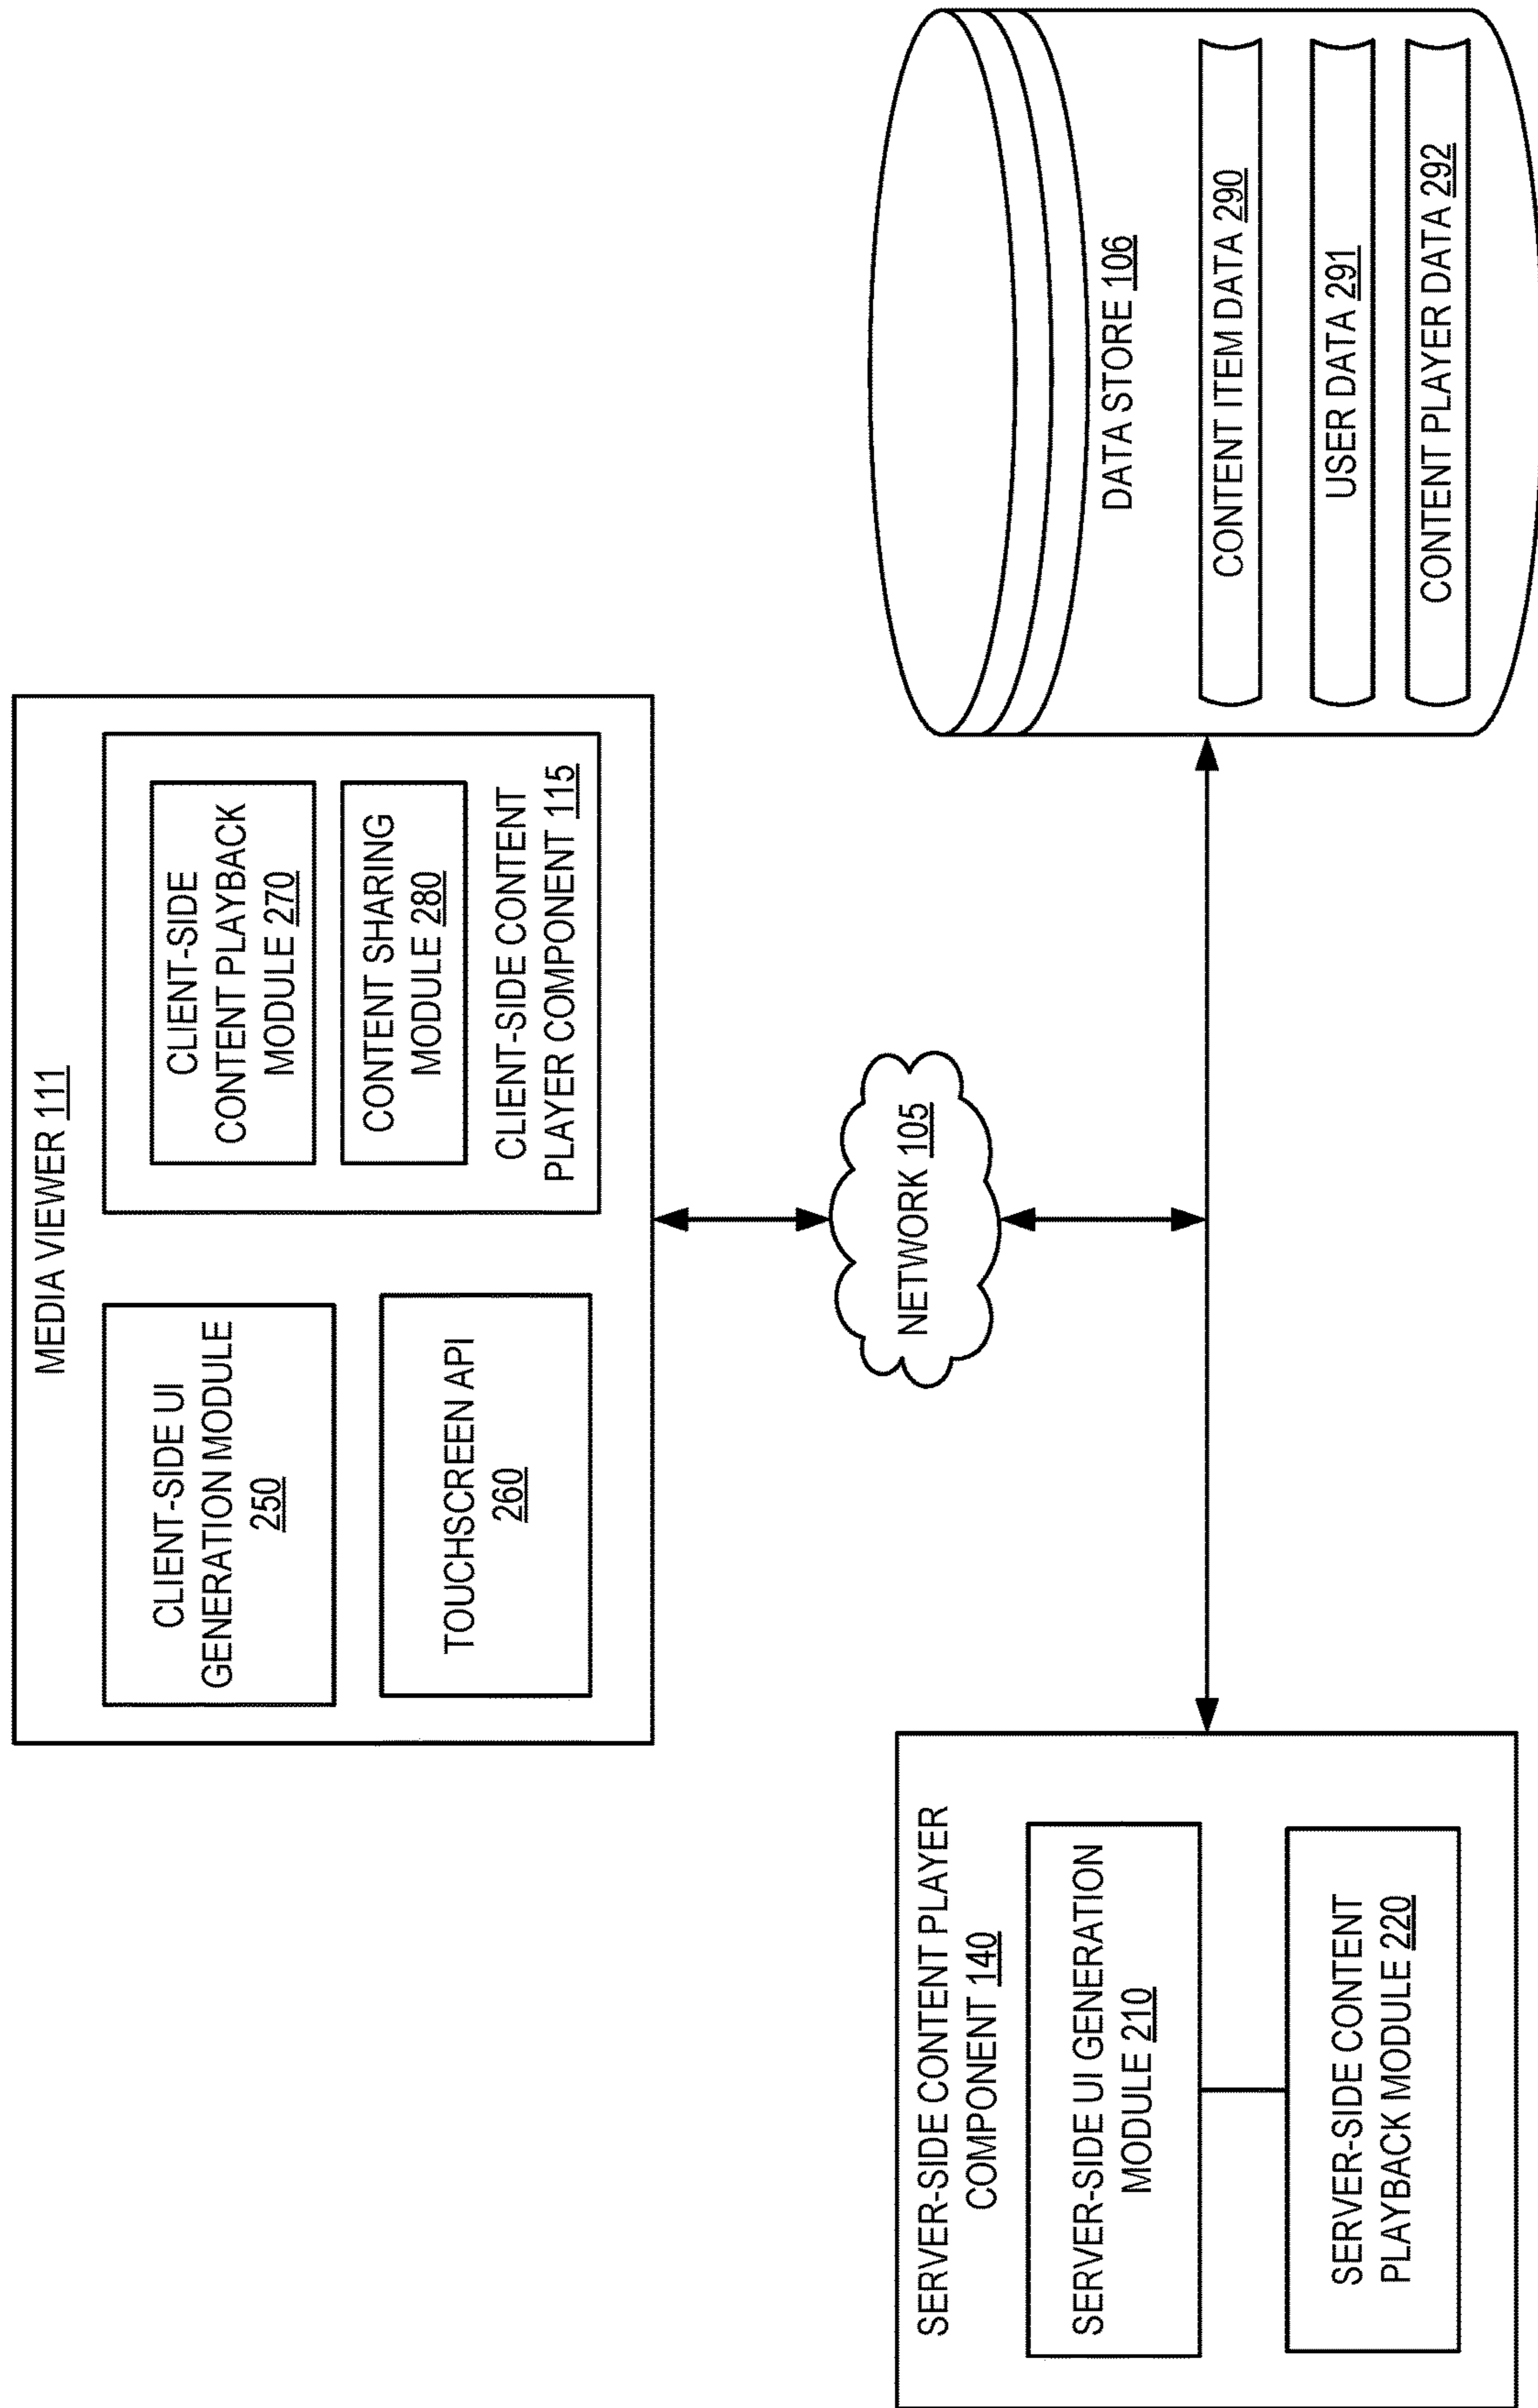 MEDIA VIEWER 111
CLIENT-SIDE UI
GENERATION MODULE
250
TOUCHSCREEN API
260
CLIENT-SIDE
CONTENT PLAYBACK
MODULE 270
CONTENT SHARING
MODULE 280
CLIENT-SIDE CONTENT
PLAYER COMPONENT 115
NETWORK 105
SERVER-SIDE CONTENT PLAYER
COMPONENT 140
SERVER-SIDE UI GENERATION
MODULE 210
SERVER-SIDE CONTENT
PLAYBACK MODULE 220
DATA STORE 106
CONTENT ITEM DATA 290
USER DATA 291
CONTENT PLAYER DATA 292